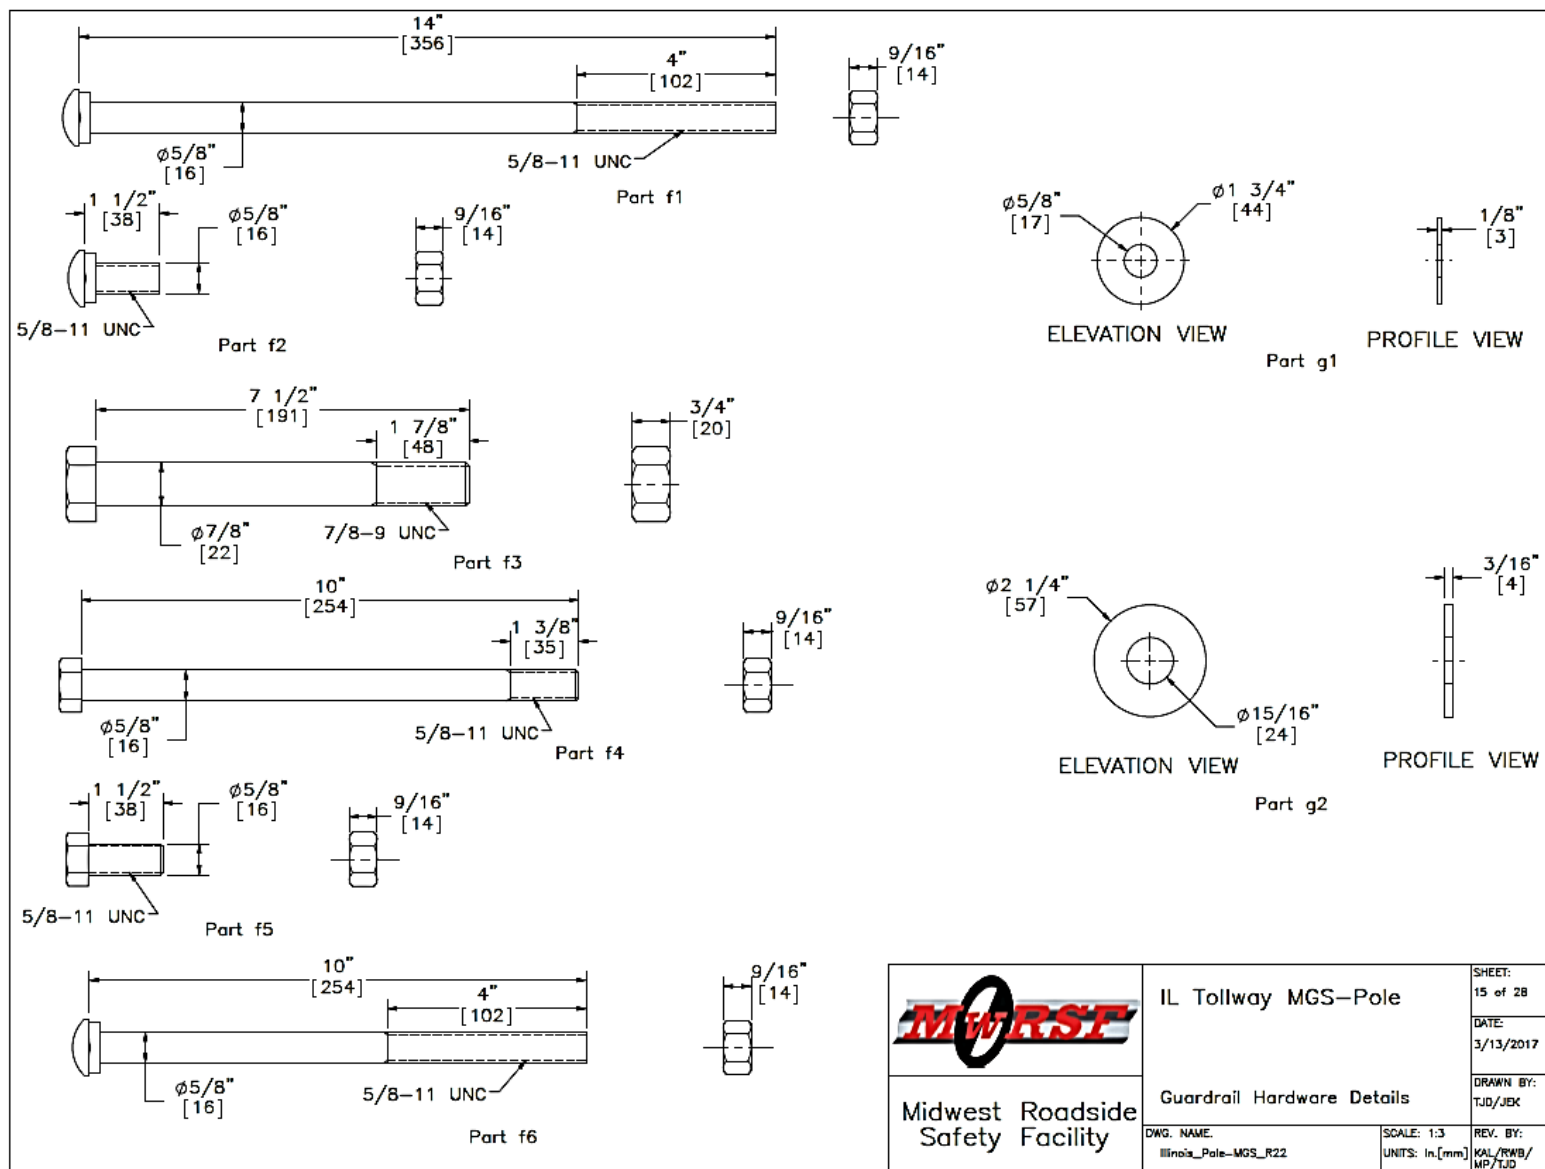 14"
[356]
4"
[102]
9/16"
[14]
ø5/8"
[16]
5/8-11 UNC
Part f1
1 1/2"
[38]
ø5/8"
[16]
9/16"
[14]
5/8-11 UNC
Part f2
ø5/8"
[17]
ø1 3/4"
[44]
1/8"
[3]
ELEVATION VIEW
PROFILE VIEW
Part g1
7 1/2"
[191]
1 7/8"
[48]
3/4"
[20]
ø7/8"
[22]
7/8-9 UNC
Part f3
10"
[254]
1 3/8"
[35]
9/16"
[14]
ø5/8"
[16]
5/8-11 UNC
Part f4
ø2 1/4"
[57]
3/16"
[4]
ø15/16"
[24]
ELEVATION VIEW
PROFILE VIEW
Part g2
1 1/2"
[38]
ø5/8"
[16]
9/16"
[14]
5/8-11 UNC
Part f5
10"
[254]
4"
[102]
9/16"
[14]
ø5/8"
[16]
5/8-11 UNC
Part f6
MwRSF
Midwest Roadside
Safety Facility
IL Tollway MGS-Pole
Guardrail Hardware Details
SHEET:
15 of 28
DATE:
3/13/2017
DRAWN BY:
TJD/JEK
DWG. NAME.
Illinois_Pole-MGS_R22
SCALE: 1:3
UNITS: In.[mm]
REV. BY:
KAL/RWB/
MP/TJD